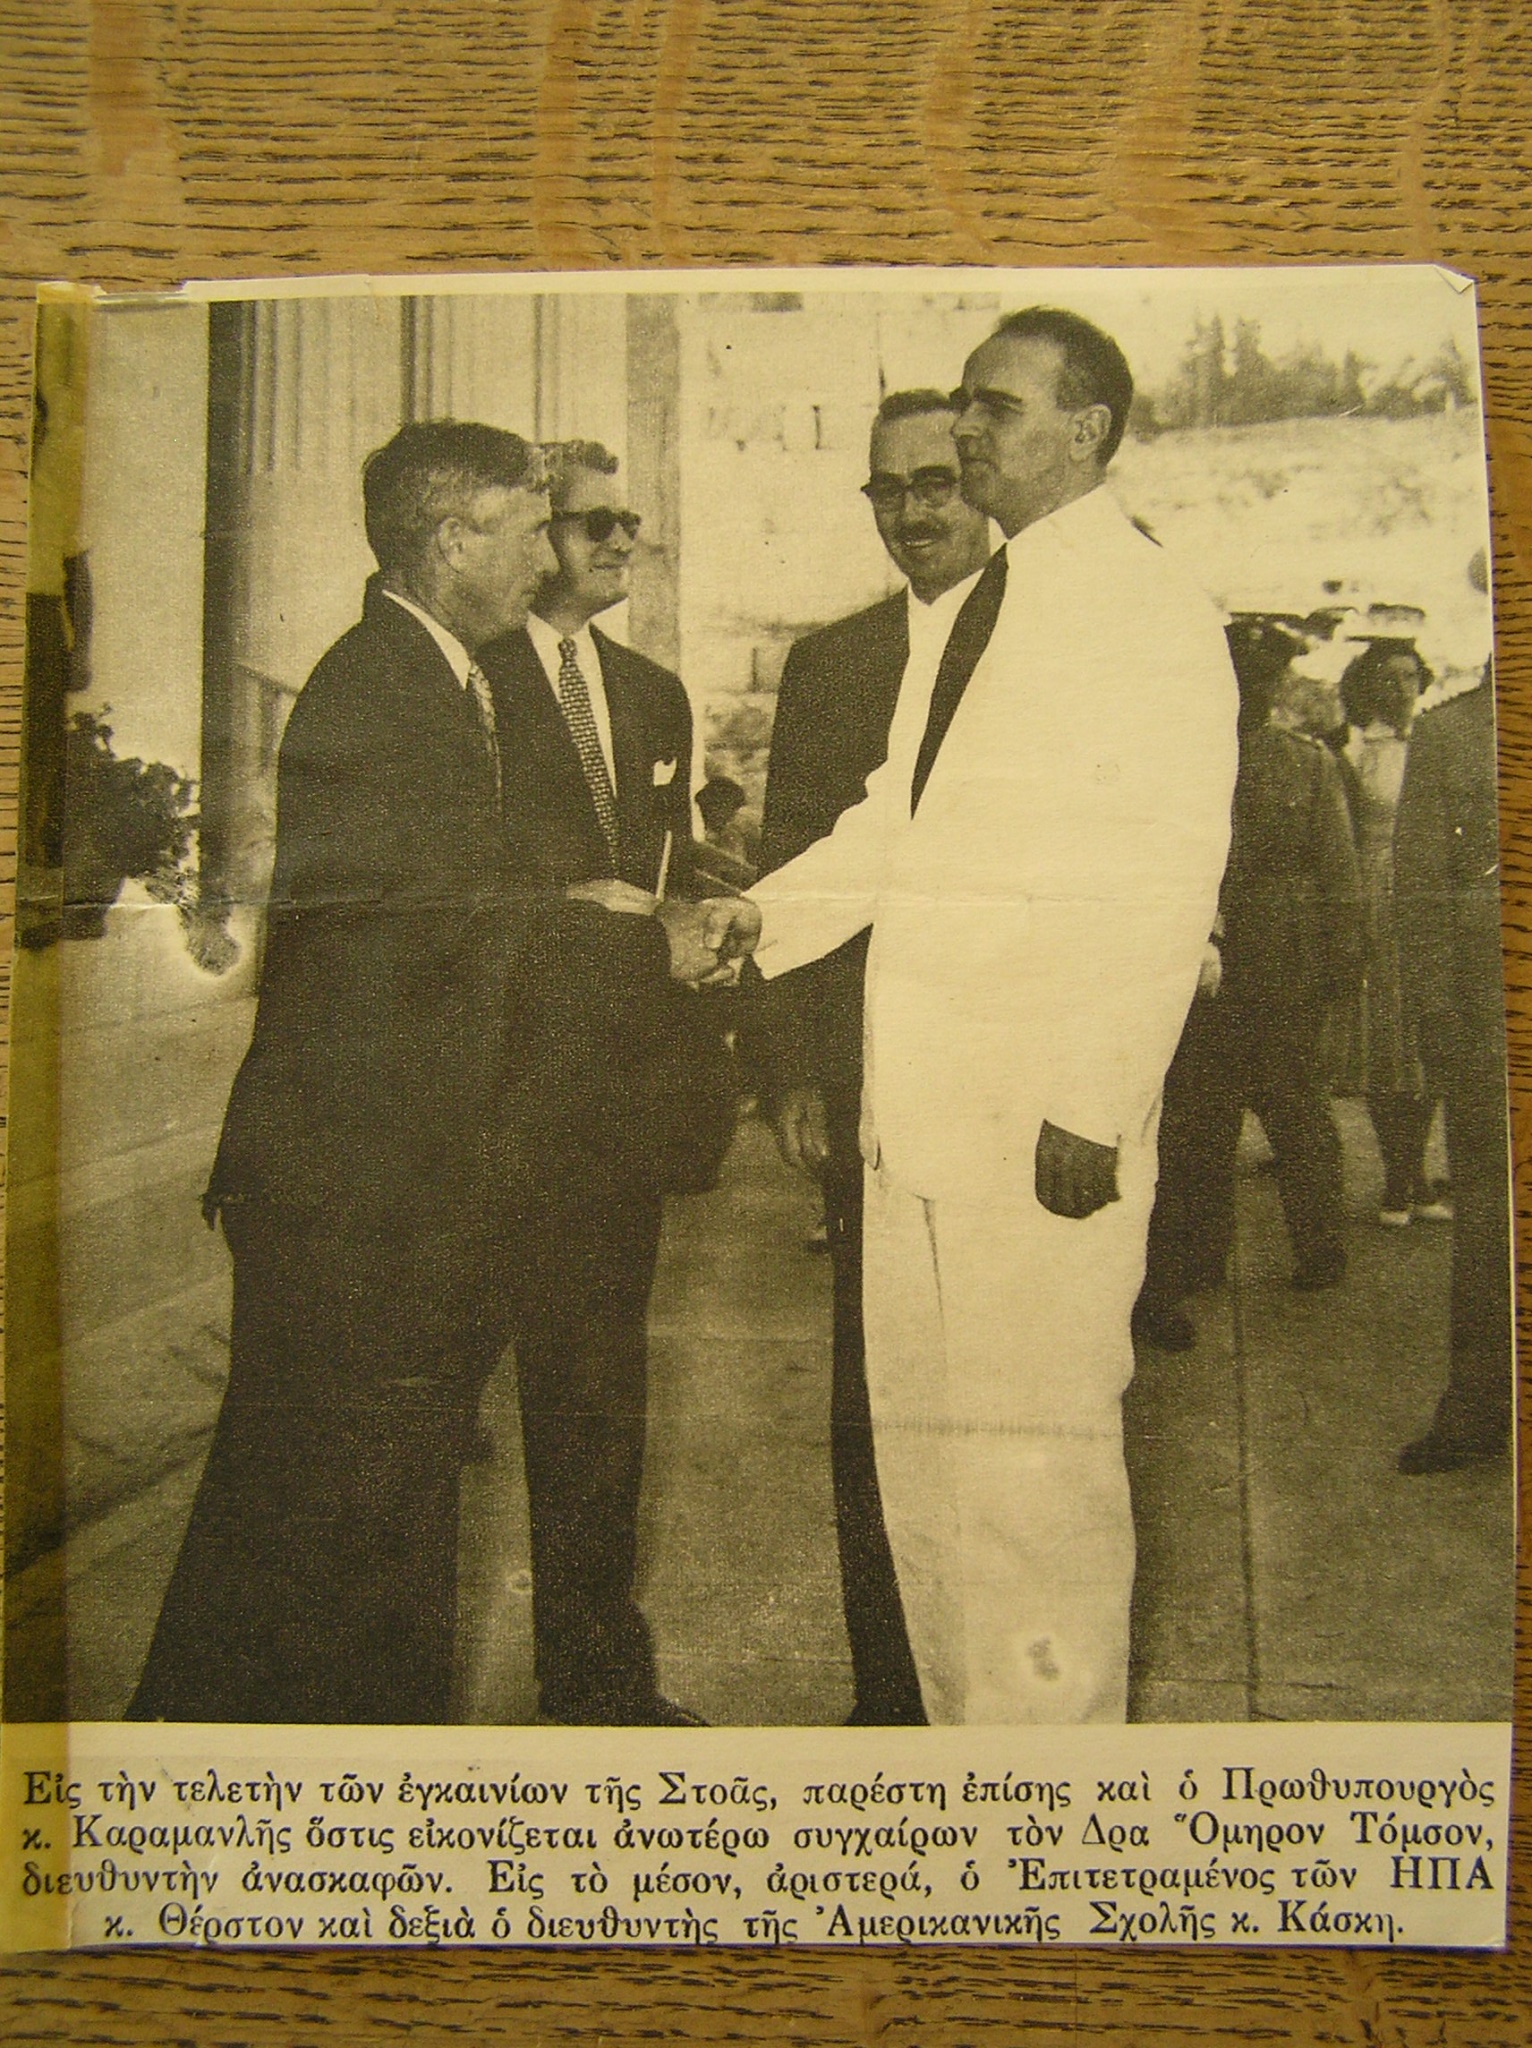 Εἰς τὴν τελετὴν τῶν ἐγκαινίων τῆς Στοᾶς, παρέστη ἐπίσης καὶ ὁ Πρωθυπουργὸς
κ. Καραμανλῆς ὅστις εἰκονίζεται ἀνωτέρω συγχαίρων τὸν Δρα Ὅμηρον Τόμσον,
διευθυντὴν ἀνασκαφῶν. Εἰς τὸ μέσον, ἀριστερά, ὁ Ἐπιτετραμένος τῶν ΗΠΑ
κ. Θέρστον καὶ δεξιὰ ὁ διευθυντὴς τῆς Ἀμερικανικῆς Σχολῆς κ. Κάσκη.